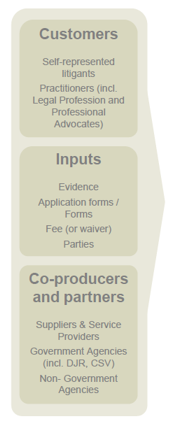 Customers
Self-represented
litigants
Practitioners (incl.
Legal Profession and
Professional
Advocates)
Inputs
Evidence
Application forms /
Forms
Fee (or waiver)
Parties
Co-producers
and partners
Suppliers & Service
Providers
Government Agencies
(incl. DJR, CSV)
Non- Government
Agencies